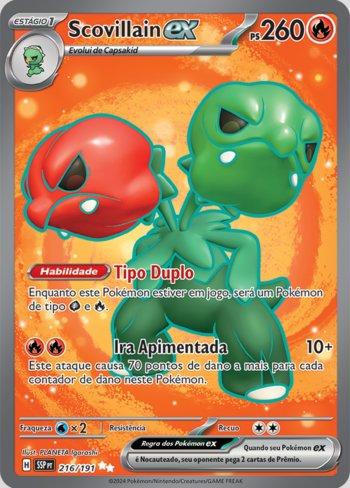 ESTÁGIO 1
Scovillain ex
PS 260
Evolui de Capsakid
Habilidade Tipo Duplo
Enquanto este Pokémon estiver em jogo, será um Pokémon
de tipo e .
Ira Apimentada 10+
Este ataque causa 70 pontos de dano a mais para cada
contador de dano neste Pokémon.
Fraqueza ×2 Resistência Recuo
Regra dos Pokémon ex
Quando seu Pokémon ex
é Nocauteado, seu oponente pega 2 cartas de Prêmio.
Ilust. PLANETA Igarashi
H SSP PT 216/191
©2024 Pokémon/Nintendo/Creatures/GAME FREAK